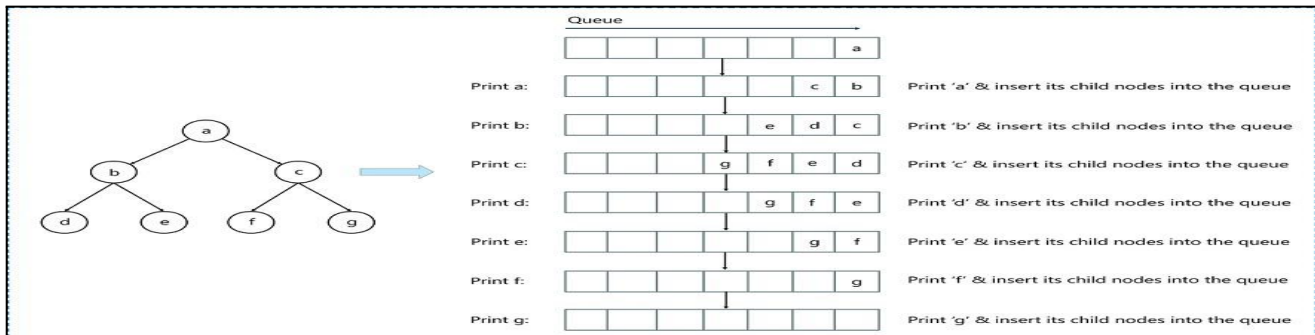 Queue
a
Print a: c b Print ‘a’ & insert its child nodes into the queue
Print b: e d c Print ‘b’ & insert its child nodes into the queue
a
Print c: g f e d Print ‘c’ & insert its child nodes into the queue
b c
Print d: g f e Print ‘d’ & insert its child nodes into the queue
d e f g
Print e: g f Print ‘e’ & insert its child nodes into the queue
Print f: g Print ‘f’ & insert its child nodes into the queue
Print g: Print ‘g’ & insert its child nodes into the queue